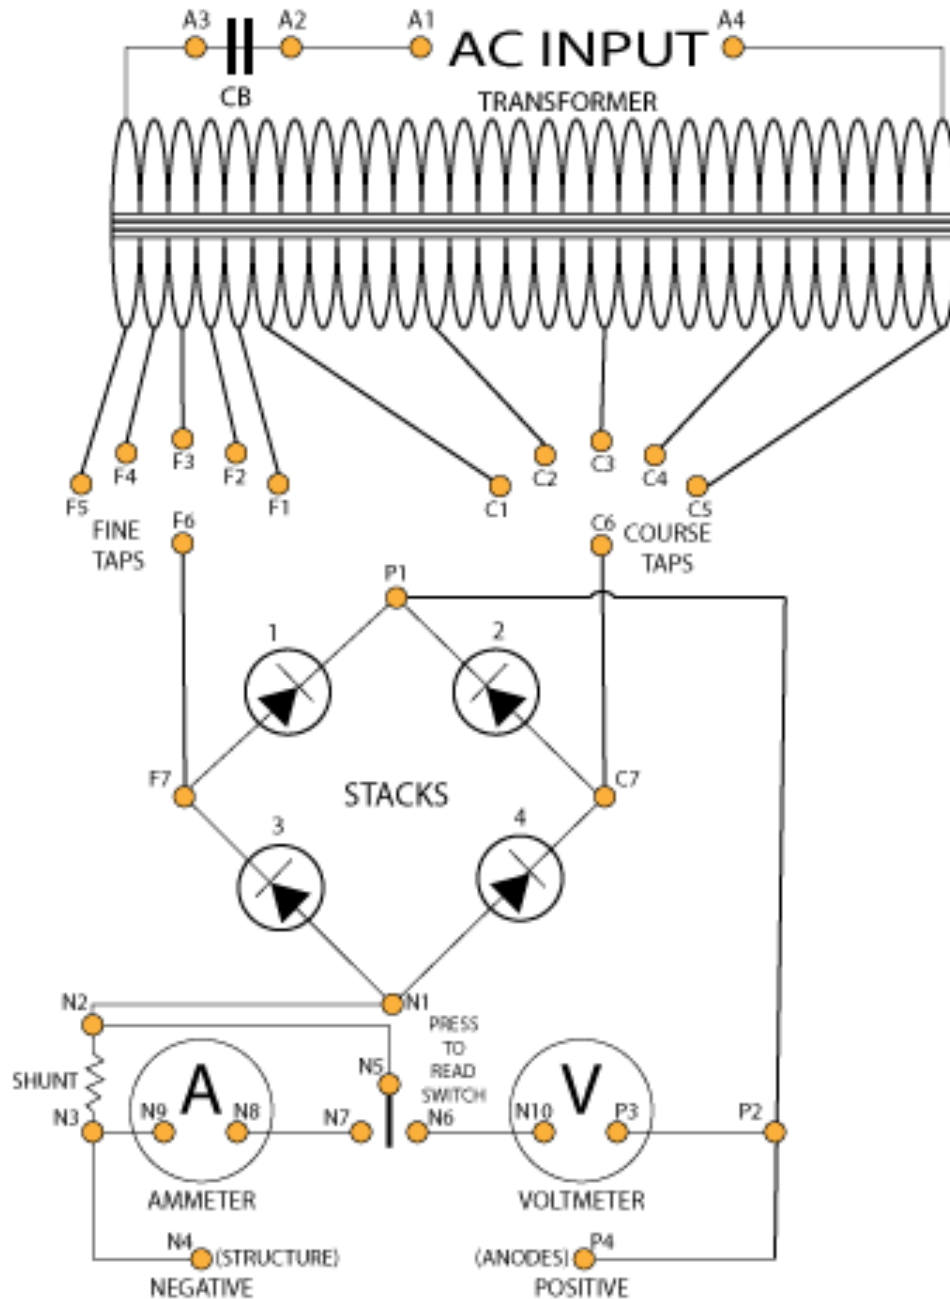 A3 A2 A1 AC INPUT A4
CB
TRANSFORMER
F5 F4 F3 F2 F1
C1 C2 C3 C4 C5
FINE
TAPS
F6
C6
COURSE
TAPS
P1
1 2
F7 STACKS C7
3 4
N2 N1
PRESS
TO
READ
SWITCH
SHUNT A N5 V
N3 N9 N8 N7 N6 N10 P3 P2
AMMETER VOLTMETER
N4 (STRUCTURE) (ANODES) P4
NEGATIVE POSITIVE